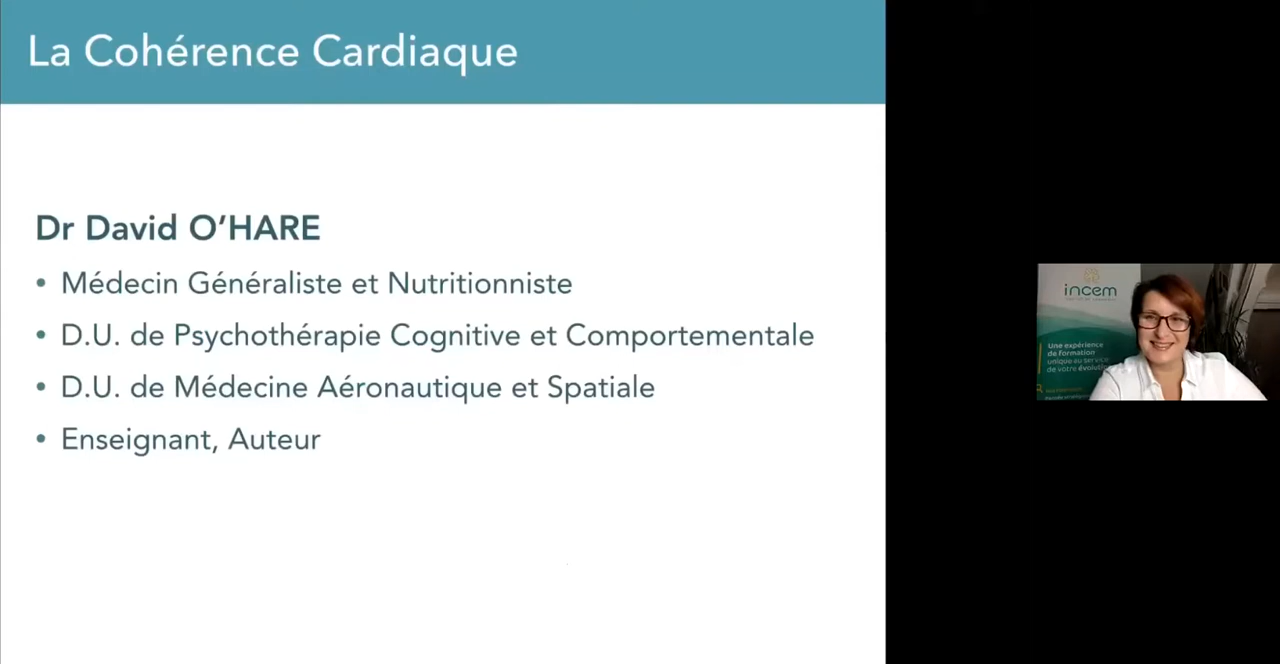 La Cohérence Cardiaque
Dr David O'HARE
• Médecin Généraliste et Nutritionniste
• D.U. de Psychothérapie Cognitive et Comportementale
• D.U. de Médecine Aéronautique et Spatiale
• Enseignant, Auteur
incem
Une expérience
de formation
unique au service
de votre évolution